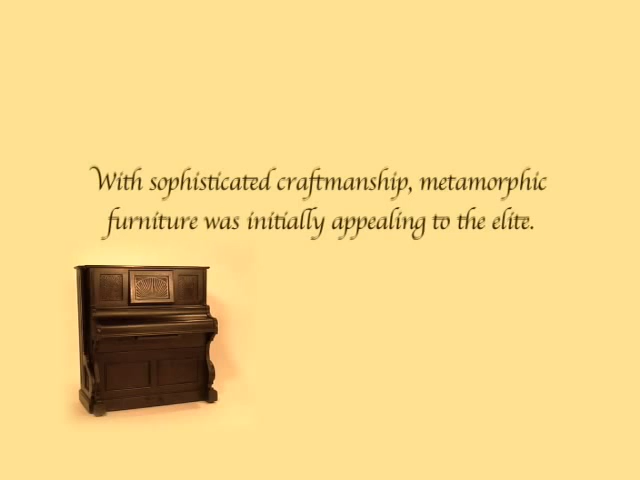 With sophisticated craftmanship, metamorphic
furniture was initially appealing to the elite.